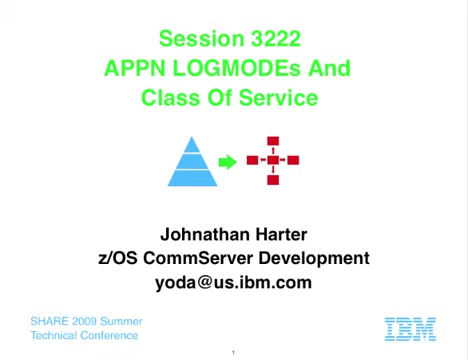 Session 3222
APPN LOGMODEs And
Class Of Service
Johnathan Harter
z/OS CommServer Development
yoda@us.ibm.com
SHARE 2009 Summer
Technical Conference
IBM
1